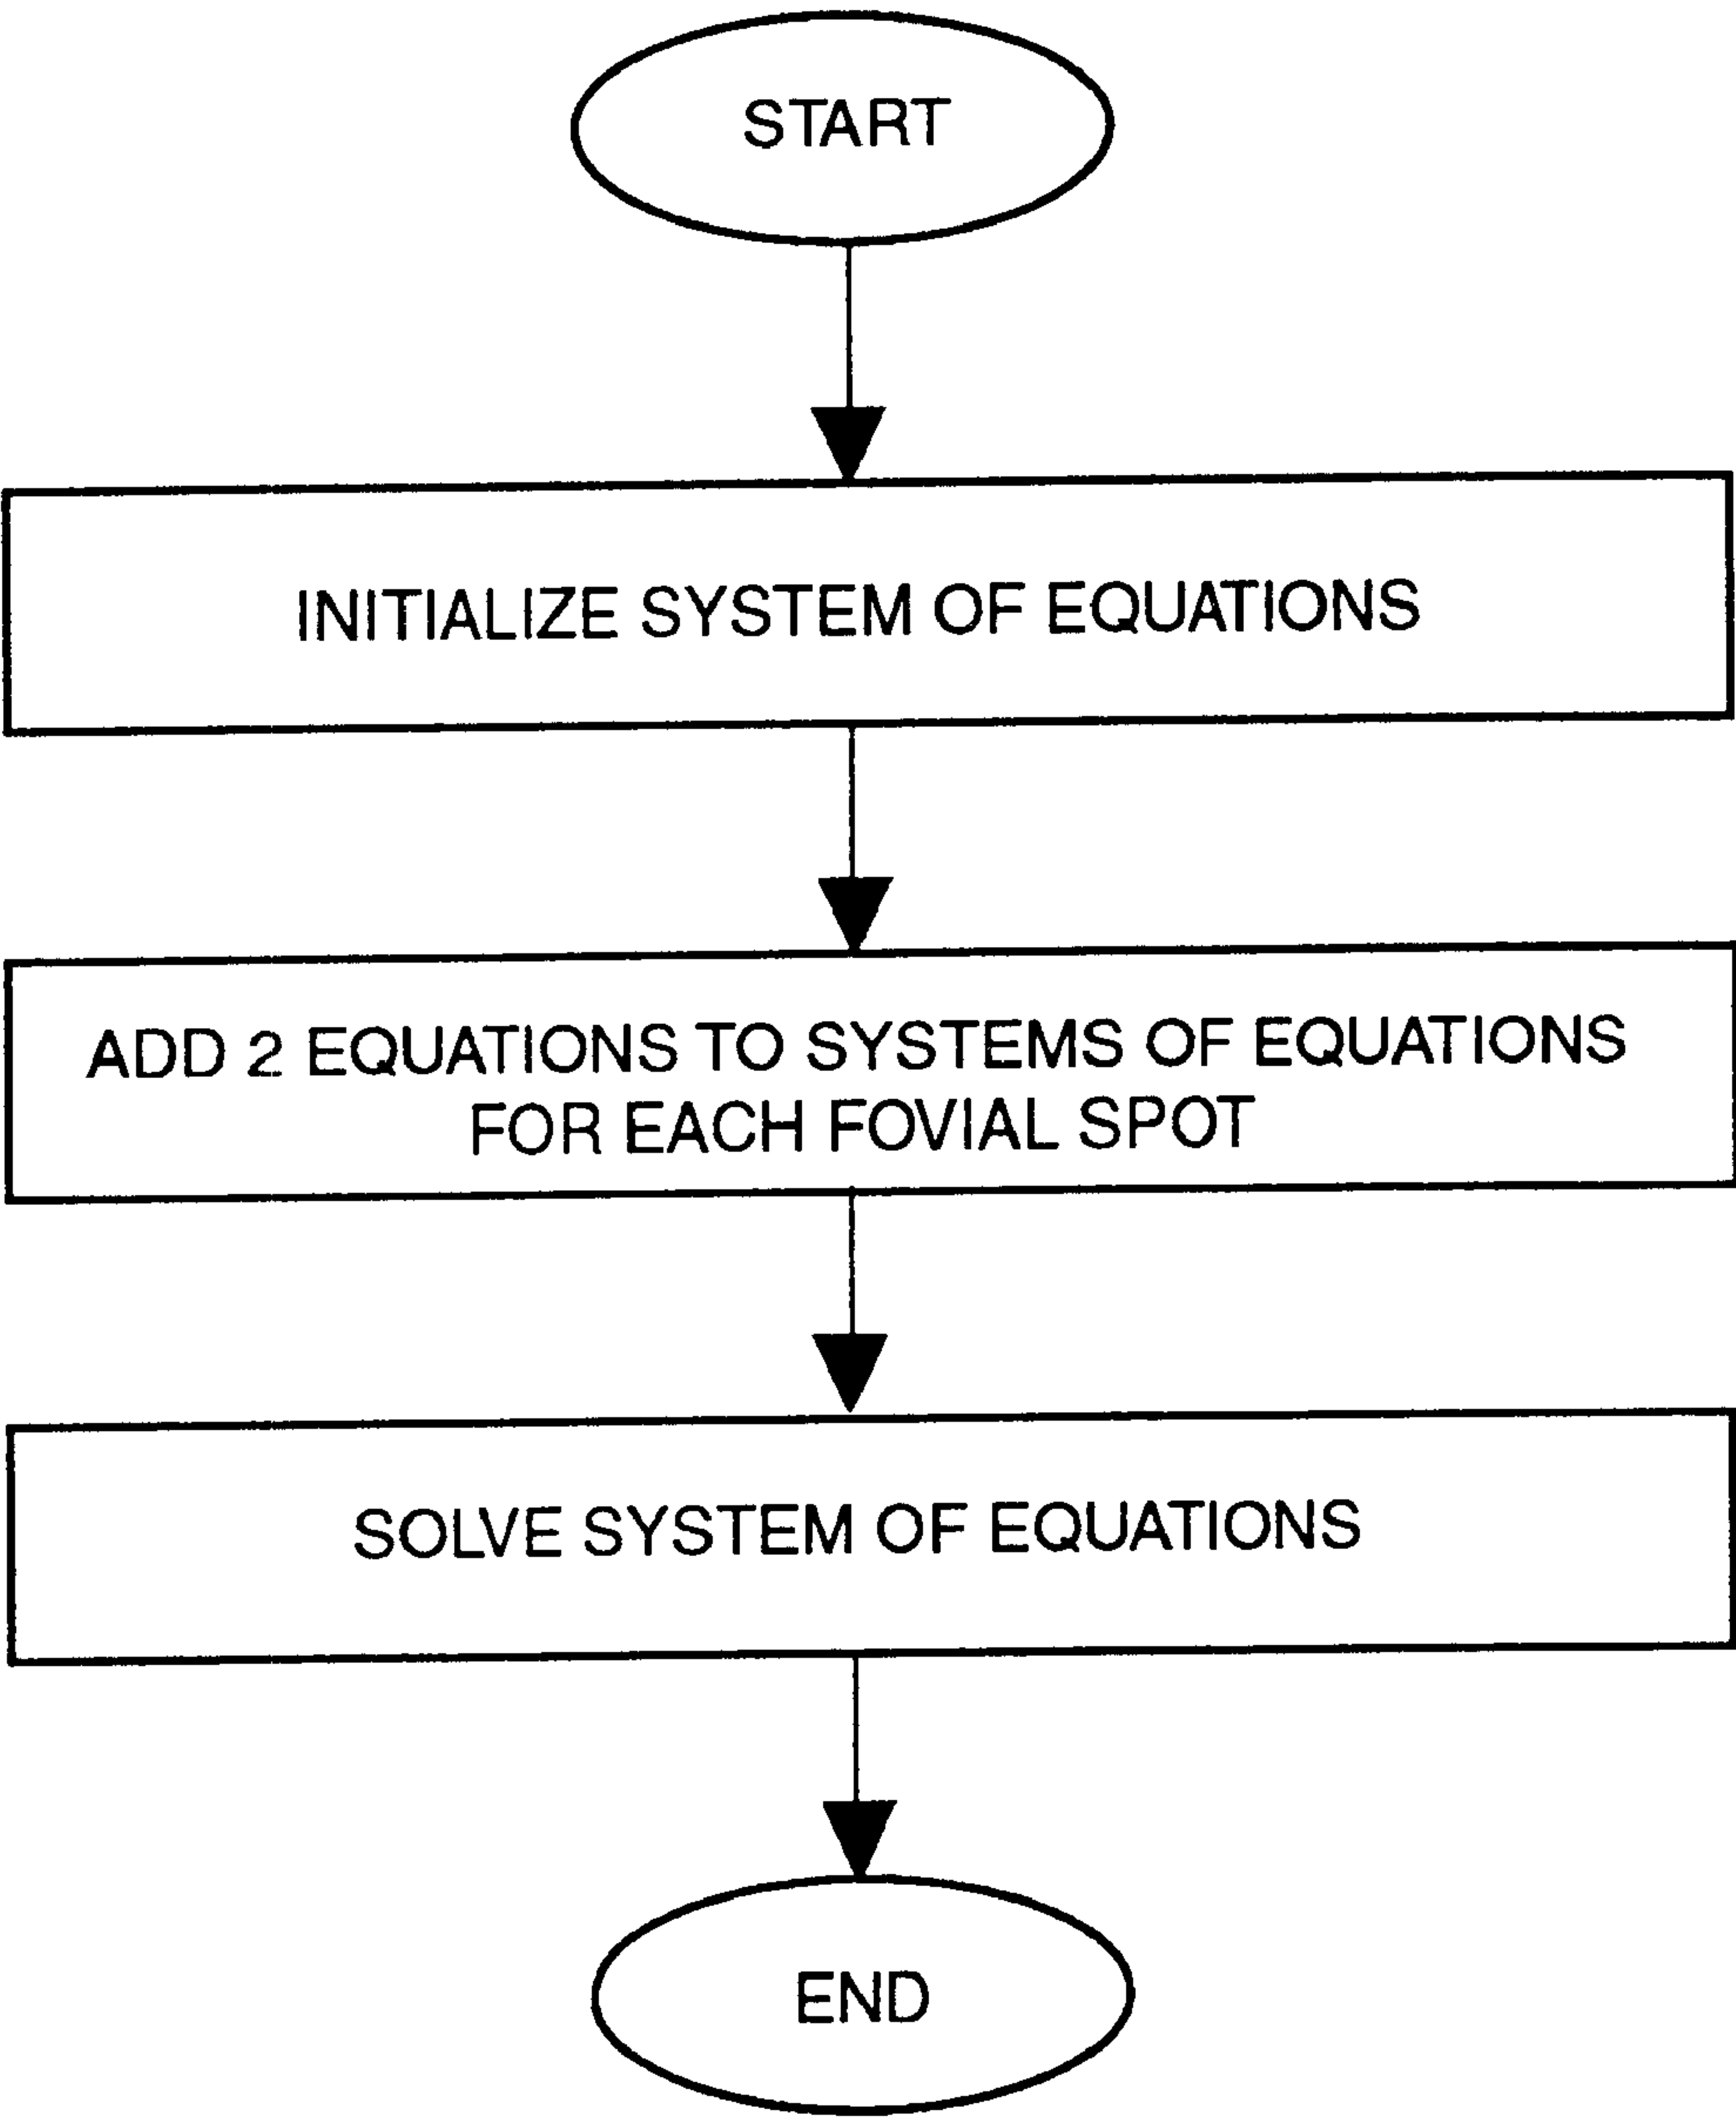 START
INITIALIZE SYSTEM OF EQUATIONS
ADD 2 EQUATIONS TO SYSTEMS OF EQUATIONS
FOR EACH FOVIAL SPOT
SOLVE SYSTEM OF EQUATIONS
END